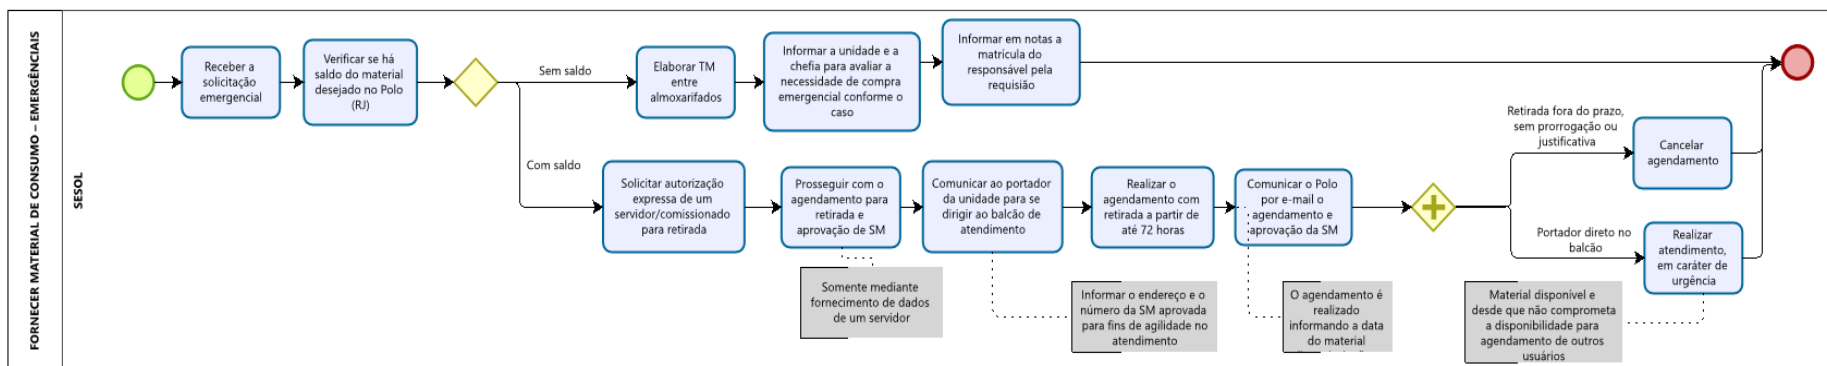 FORNECER MATERIAL DE CONSUMO – EMERGÊNCIAIS
SESOL
Receber a
solicitação
emergencial
Verificar se há
saldo do material
desejado no Polo
(RJ)
Sem saldo
Elaborar TM
entre
almoxarifados
Informar a unidade e a
chefia para avaliar a
necessidade de compra
emergencial conforme o
caso
Informar em notas a
matricula do
responsável pela
requisião
Com saldo
Solicitar autorização
expressa de um
servidor/comissionado
para retirada
Prosseguir com o
agendamento para
retirada e
aprovação de SM
Comunicar ao portador
da unidade para se
dirigir ao balcão de
atendimento
Realizar o
agendamento com
retirada a partir de
até 72 horas
Comunicar o Polo
por e-mail o
agendamento e
aprovação da SM
Retirada fora do prazo,
sem prorrogação ou
justificativa
Cancelar
agendamento
Portador direto no
balcão
Realizar
atendimento,
em caráter de
urgência
Somente mediante
fornecimento de dados
de um servidor
Informar o endereço e o
número da SM aprovada
para fins de agilidade no
atendimento
O agendamento é
realizado
informando a data
do material
Material disponível e
desde que não comprometa
a disponibilidade para
agendamento de outros
usuários